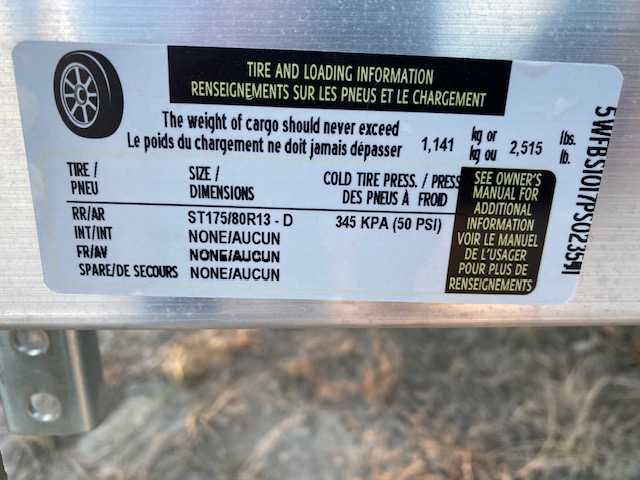 TIRE AND LOADING INFORMATION
RENSEIGNEMENTS SUR LES PNEUS ET LE CHARGEMENT
The weight of cargo should never exceed
Le poids du chargement ne doit jamais dépasser
1,141 kg or 2,515 lbs.
kg ou lb.
TIRE / SIZE / COLD TIRE PRESS. / PRESS
PNEU DIMENSIONS DES PNEUS À FROID
RR/AR ST175/80R13 - D 345 KPA (50 PSI)
INT/INT NONE/AUCUN
FR/AV NONE/AUCUN
SPARE/DE SECOURS NONE/AUCUN
SEE OWNER'S
MANUAL FOR
ADDITIONAL
INFORMATION
VOIR LE MANUEL
DE L'USAGER
POUR PLUS DE
RENSEIGNEMENTS
5WFBS1017PS023541